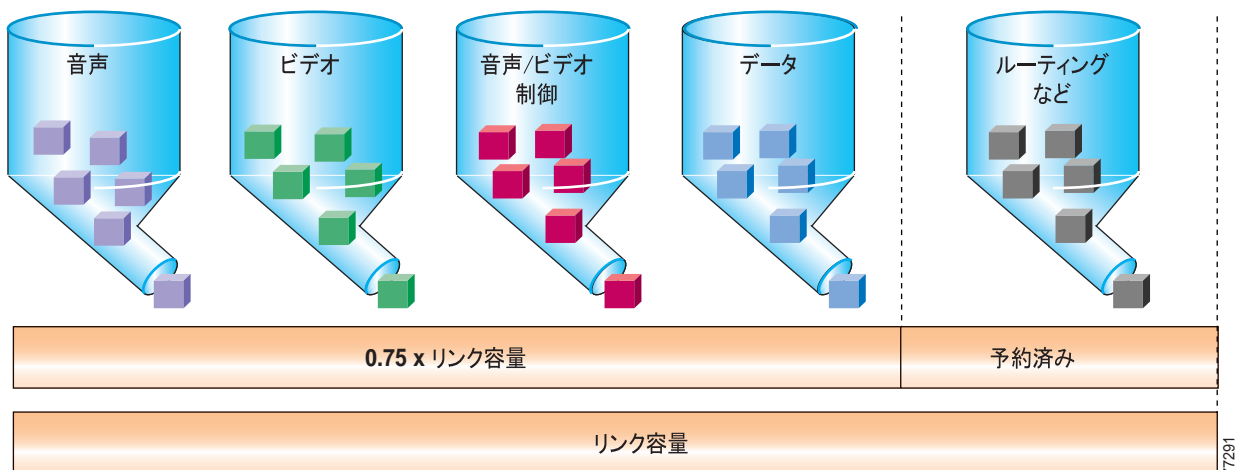 音声
ビデオ
音声/ビデオ
制御
データ
ルーティング
など
0.75 x リンク容量
予約済み
リンク容量
77291